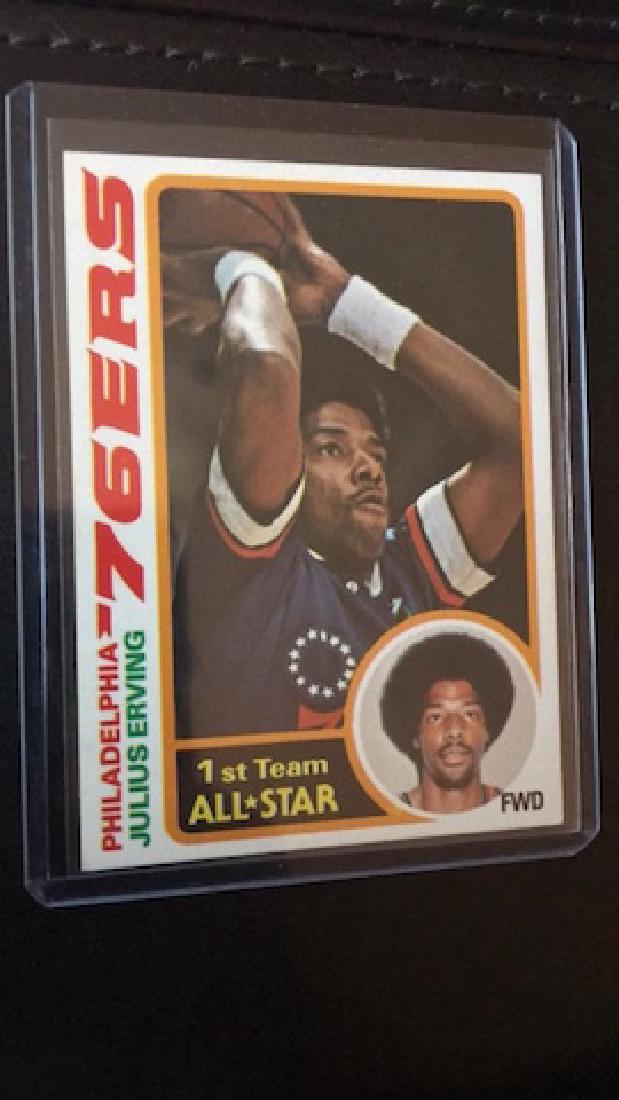 PHILADELPHIA '76ERS
JULIUS ERVING
1st Team
ALL★STAR
FWD